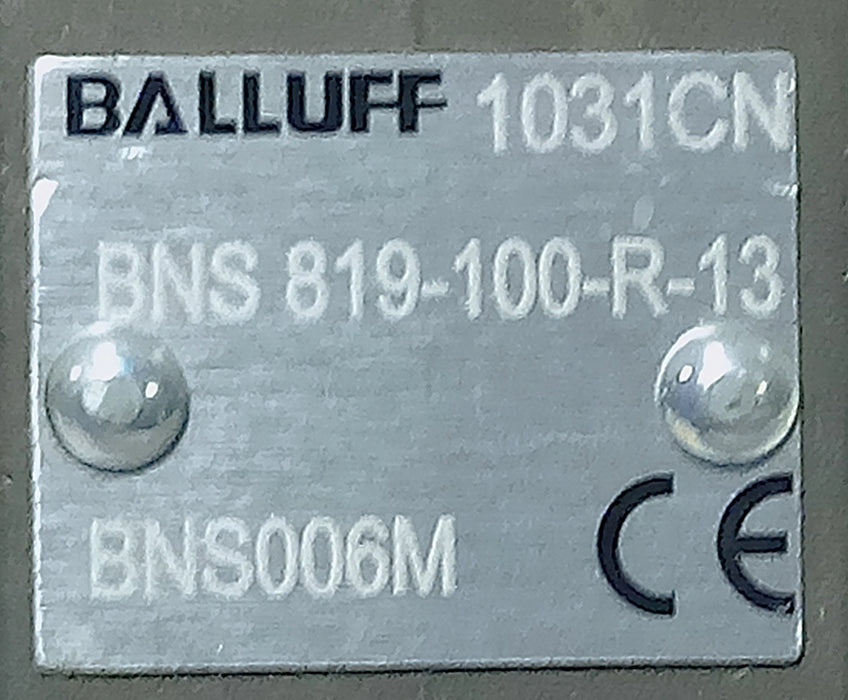 BALLUFF 1031CN
BNS 819-100-R-13
BNS006M CE